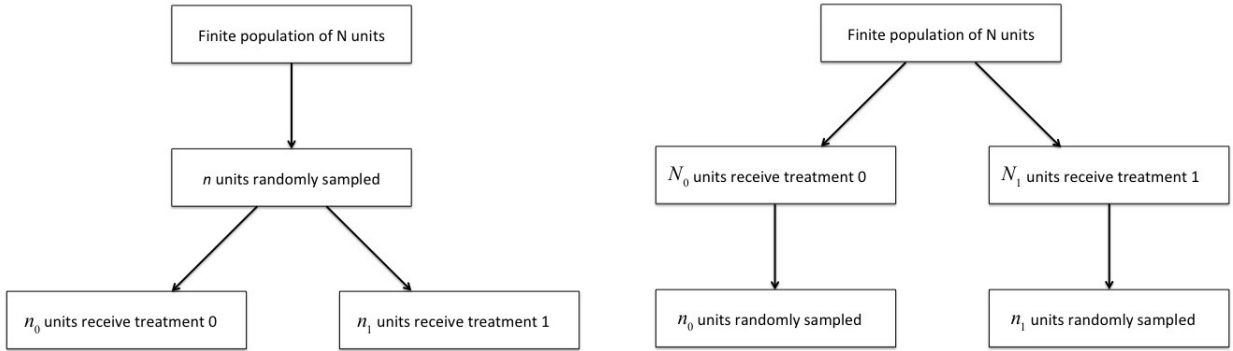 Finite population of N units
n units randomly sampled
n₀ units receive treatment 0
n₁ units receive treatment 1
Finite population of N units
N₀ units receive treatment 0
N₁ units receive treatment 1
n₀ units randomly sampled
n₁ units randomly sampled